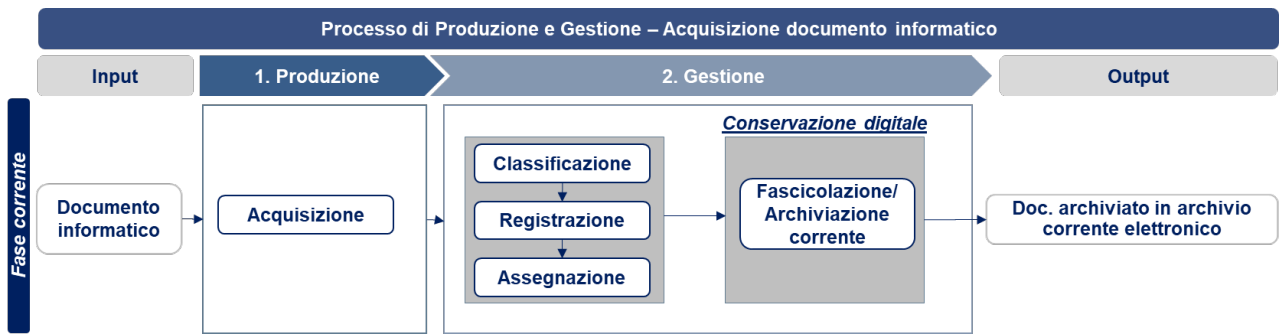 Processo di Produzione e Gestione – Acquisizione documento informatico
Input
1. Produzione
2. Gestione
Output
Fase corrente
Documento
informatico
Acquisizione
Classificazione
Registrazione
Assegnazione
Conservazione digitale
Fascicolazione/
Archiviazione
corrente
Doc. archiviato in archivio
corrente elettronico